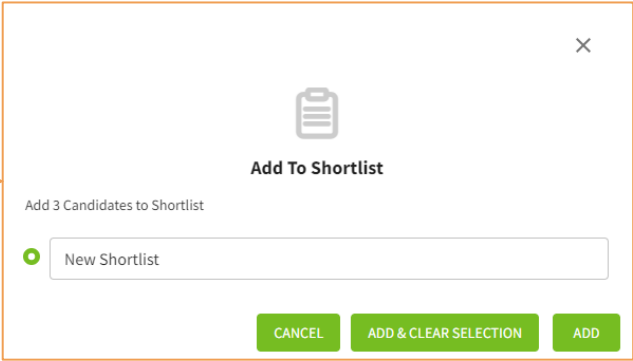 Add To Shortlist
Add 3 Candidates to Shortlist
New Shortlist
CANCEL ADD & CLEAR SELECTION ADD